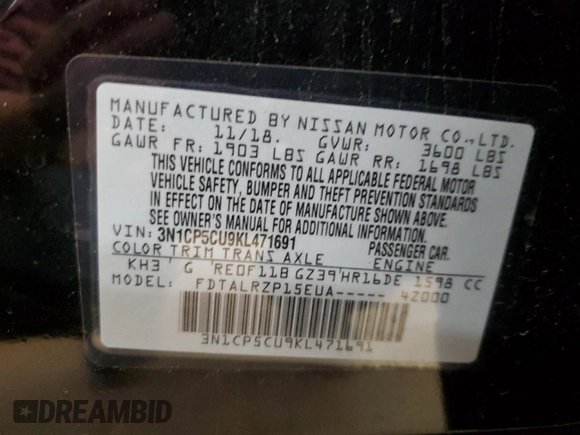 MANUFACTURED BY NISSAN MOTOR CO.,LTD.
DATE: 11/18. GVWR: 3600 LBS
GAWR FR: 1903 LBS GAWR RR: 1698 LBS
THIS VEHICLE CONFORMS TO ALL APPLICABLE FEDERAL MOTOR
VEHICLE SAFETY, BUMPER AND THEFT PREVENTION STANDARDS
IN EFFECT ON THE DATE OF MANUFACTURE SHOWN ABOVE.
SEE OWNER'S MANUAL FOR ADDITIONAL INFORMATION.
VIN: 3N1CP5CU9KL471691 PASSENGER CAR.
COLOR TRIM TRANS AXLE ENGINE
KH3 G RE0F11B GZ39 HR16DE 1598 CC
MODEL: FDTALRZP15EUA----- 4Z000
3N1CP5CU9KL471691
DREAMBID